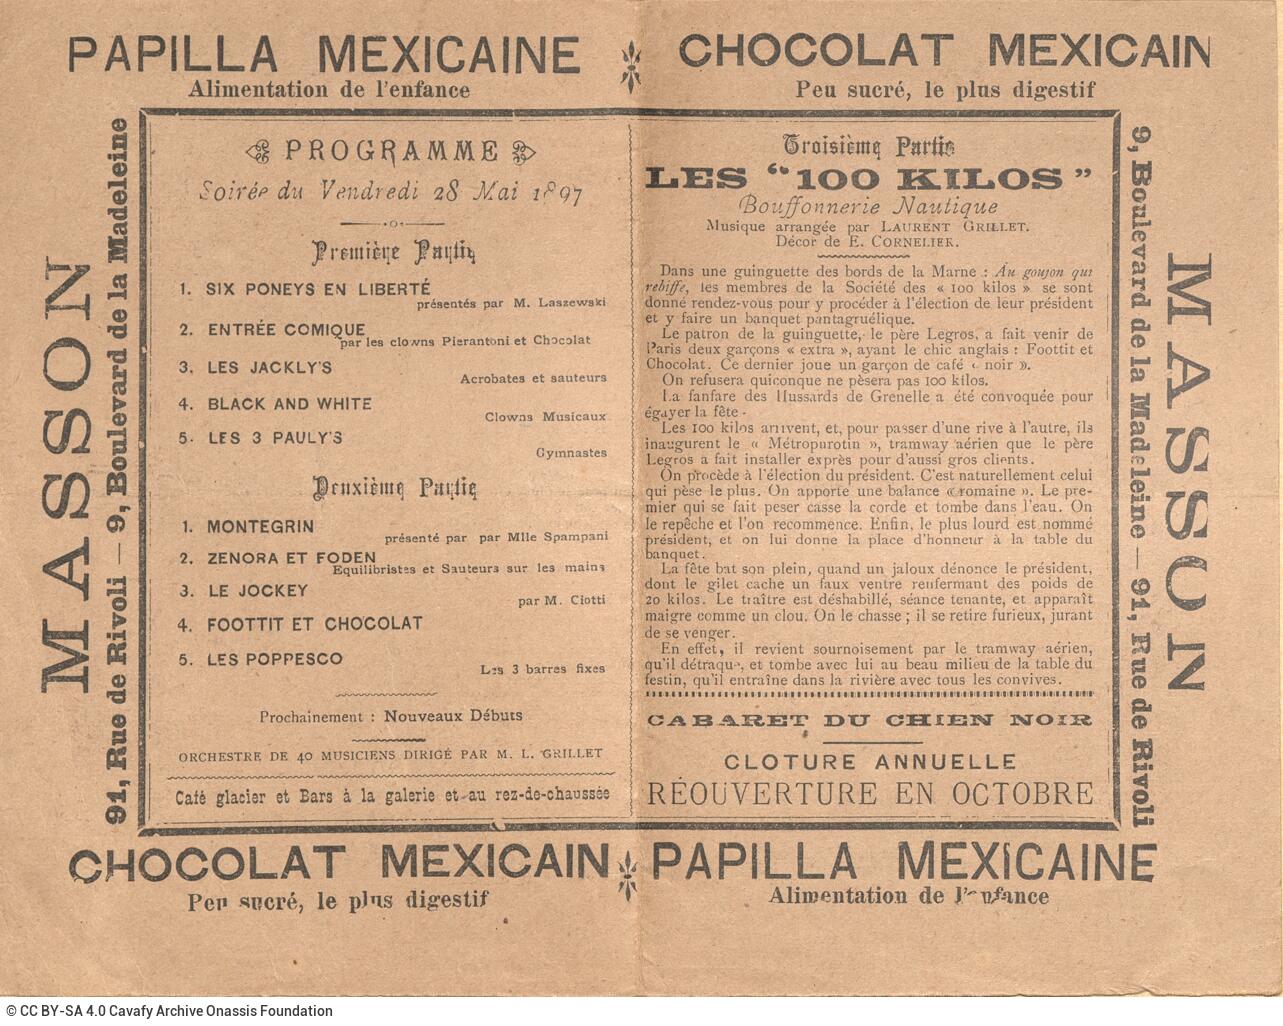 PAPILLA MEXICAINE
Alimentation de l'enfance
CHOCOLAT MEXICAIN
Peu sucré, le plus digestif
MASSON
91, Rue de Rivoli — 9, Boulevard de la Madeleine
PROGRAMME
Soirée du Vendredi 28 Mai 1897
Première Partie
1. SIX PONEYS EN LIBERTÉ
présentés par M. Laszewski
2. ENTRÉE COMIQUE
par les clowns Pierantoni et Chocolat
3. LES JACKLY'S
Acrobates et sauteurs
4. BLACK AND WHITE
Clowns Musicaux
5. LES 3 PAULY'S
Gymnastes
Deuxième Partie
1. MONTEGRIN
présenté par par Mlle Spampani
2. ZENORA ET FODEN
Equilibristes et Sauteurs sur les mains
3. LE JOCKEY
par M. Ciotti
4. FOOTTIT ET CHOCOLAT
5. LES POPPESCO
Les 3 barres fixes
Prochainement : Nouveaux Débuts
ORCHESTRE DE 40 MUSICIENS DIRIGÉ PAR M. L. GRILLET
Café glacier et Bars à la galerie et au rez-de-chaussée
Troisième Partie
LES "100 KILOS"
Bouffonnerie Nautique
Musique arrangée par LAURENT GRILLET.
Décor de E. CORNELIER.
Dans une guinguette des bords de la Marne : Au goujon qui
rebiffe, les membres de la Société des « 100 kilos » se sont
donné rendez-vous pour y procéder à l'élection de leur président
et y faire un banquet pantagruélique.
Le patron de la guinguette, le père Legros, a fait venir de
Paris deux garçons « extra », ayant le chic anglais : Foottit et
Chocolat. Ce dernier joue un garçon de café « noir ».
On refusera quiconque ne pèsera pas 100 kilos.
La fanfare des Hussards de Grenelle a été convoquée pour
égayer la fête -
Les 100 kilos arrivent, et, pour passer d'une rive à l'autre, ils
inaugurent le « Métropurotin », tramway aérien que le père
Legros a fait installer exprès pour d'aussi gros clients.
On procède à l'élection du président. C'est naturellement celui
qui pèse le plus. On apporte une balance « romaine ». Le pre-
mier qui se fait peser casse la corde et tombe dans l'eau. On
le repêche et l'on recommence. Enfin, le plus lourd est nommé
président, et on lui donne la place d'honneur à la table du
banquet.
La fête bat son plein, quand un jaloux dénonce le président,
dont le gilet cache un faux ventre renfermant des poids de
20 kilos. Le traître est déshabillé, séance tenante, et apparaît
maigre comme un clou. On le chasse ; il se retire furieux, jurant
de se venger.
En effet, il revient sournoisement par le tramway aérien,
qu'il détraque, et tombe avec lui au beau milieu de la table du
festin, qu'il entraîne dans la rivière avec tous les convives.
CABARET DU CHIEN NOIR
CLOTURE ANNUELLE
RÉOUVERTURE EN OCTOBRE
9, Boulevard de la Madeleine — 91, Rue de Rivoli
MASSON
CHOCOLAT MEXICAIN
Peu sucré, le plus digestif
PAPILLA MEXICAINE
Alimentation de l'enfance
© CC BY-SA 4.0 Cavafy Archive Onassis Foundation